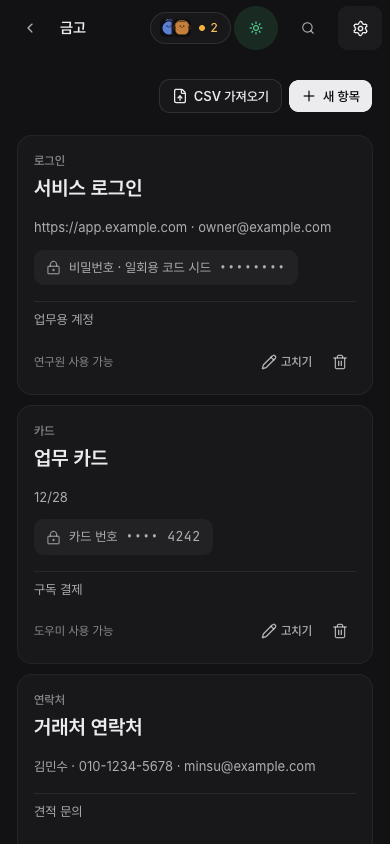 금고
2
CSV 가져오기
새 항목
로그인
서비스 로그인
https://app.example.com · owner@example.com
비밀번호 · 일회용 코드 시드 ••••••••
업무용 계정
연구원 사용 가능
고치기
카드
업무 카드
12/28
카드 번호 •••• 4242
구독 결제
도우미 사용 가능
고치기
연락처
거래처 연락처
김민수 · 010-1234-5678 · minsu@example.com
견적 문의